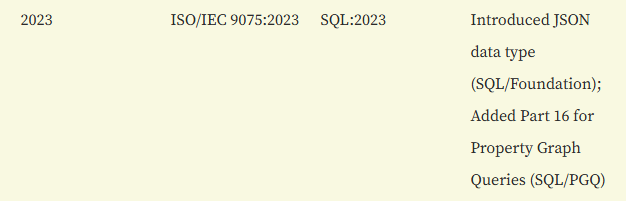 2023 ISO/IEC 9075:2023 SQL:2023 Introduced JSON
data type
(SQL/Foundation);
Added Part 16 for
Property Graph
Queries (SQL/PGQ)